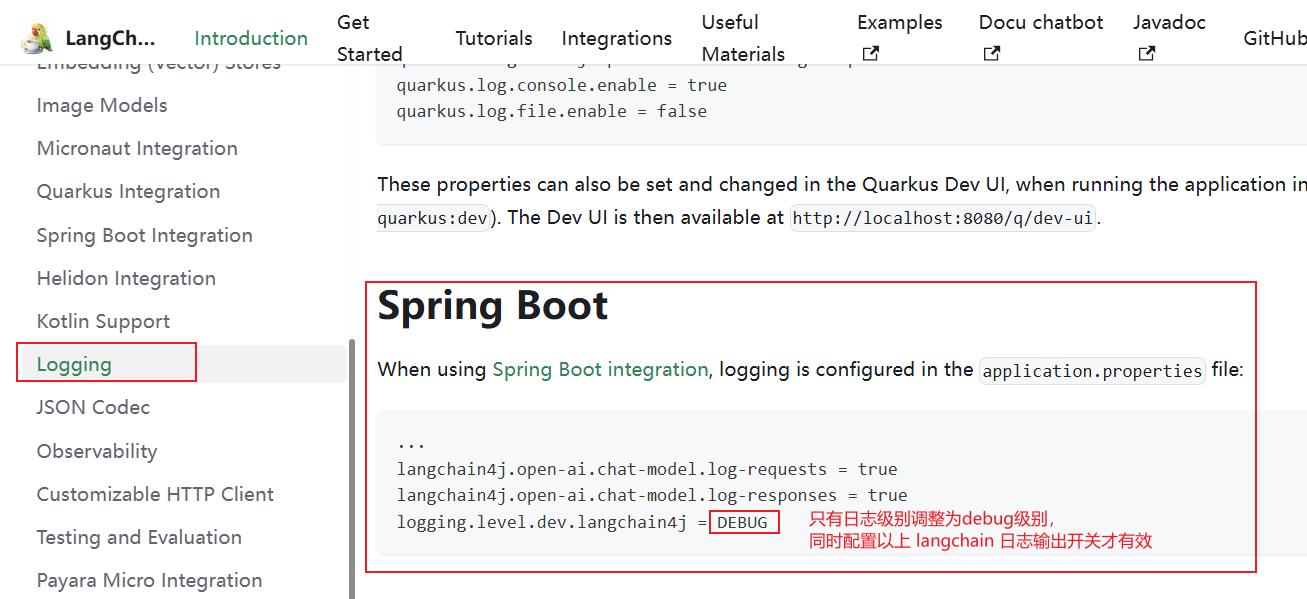 LangCh...
Introduction
Get
Started
Tutorials
Integrations
Useful
Materials
Examples
Docu chatbot
Javadoc
GitHub
Embedding (Vector) Stores
Image Models
Micronaut Integration
Quarkus Integration
Spring Boot Integration
Helidon Integration
Kotlin Support
Logging
JSON Codec
Observability
Customizable HTTP Client
Testing and Evaluation
Payara Micro Integration
quarkus.log.console.enable = true
quarkus.log.file.enable = false
These properties can also be set and changed in the Quarkus Dev UI, when running the application in
quarkus:dev). The Dev UI is then available at http://localhost:8080/q/dev-ui.
Spring Boot
When using Spring Boot integration, logging is configured in the application.properties file:
...
langchain4j.open-ai.chat-model.log-requests = true
langchain4j.open-ai.chat-model.log-responses = true
logging.level.dev.langchain4j = DEBUG
只有日志级别调整为debug级别，
同时配置以上 langchain 日志输出开关才有效